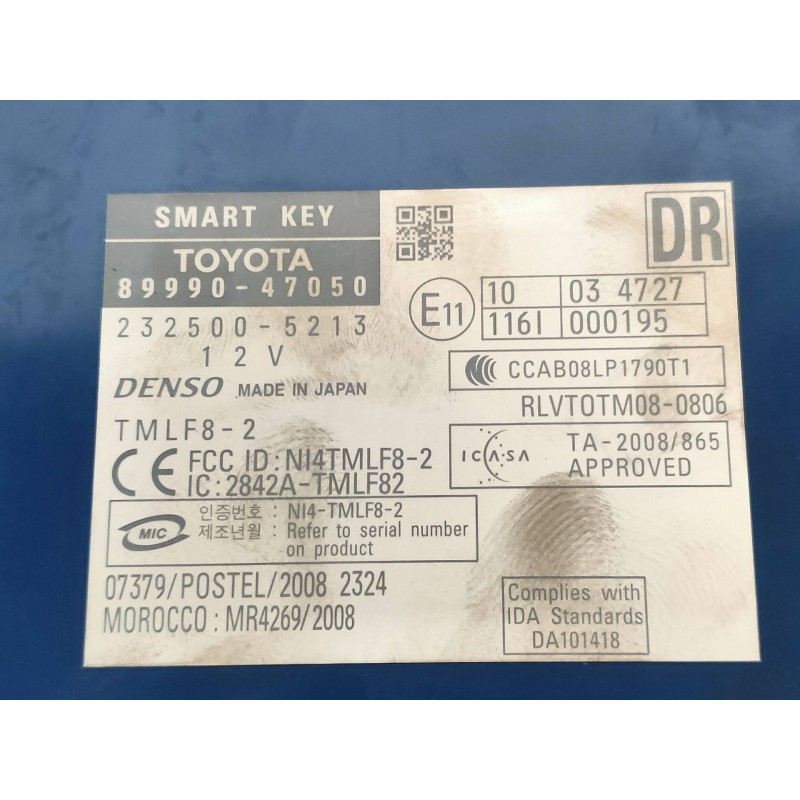 SMART KEY
TOYOTA
89990-47050
232500-5213
12V
DENSO MADE IN JAPAN
TMLF8-2
CE FCC ID: NI4TMLF8-2
IC: 2842A-TMLF82
MIC
인증번호 : NI4-TMLF8-2
제조년월 : Refer to serial number
on product
07379/POSTEL/2008 2324
MOROCCO : MR4269/2008
DR
E11
10 03 4727
116I 000195
CCAB08LP1790T1
RLVTOTM08-0806
ICASA TA-2008/865
APPROVED
Complies with
IDA Standards
DA101418